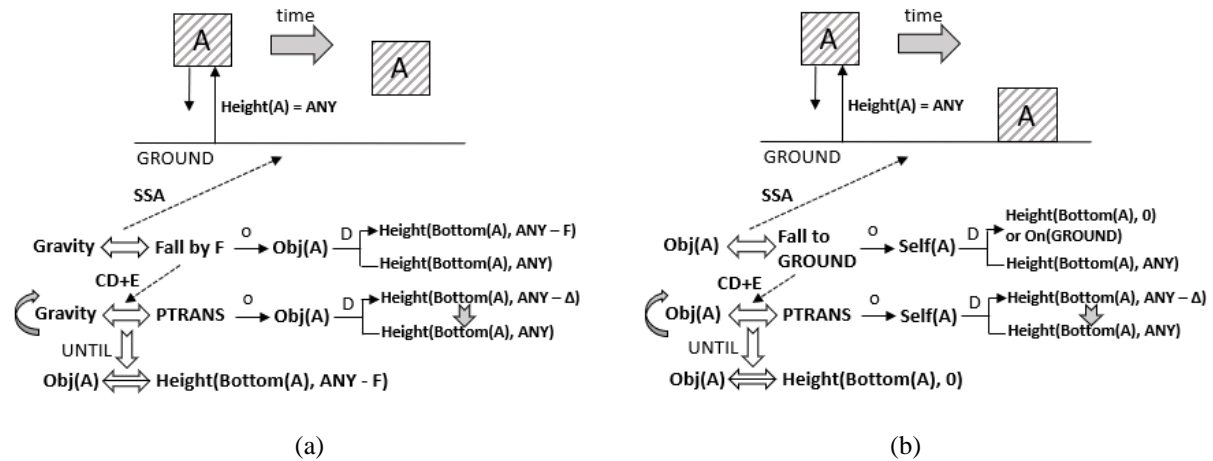 time
A
A
Height(A) = ANY
GROUND
SSA
O
D
Height(Bottom(A), ANY – F)
Gravity
Fall by F
Obj(A)
Height(Bottom(A), ANY)
CD+E
O
D
Height(Bottom(A), ANY – Δ)
Gravity
PTRANS
Obj(A)
Height(Bottom(A), ANY)
UNTIL
Obj(A)
Height(Bottom(A), ANY - F)
(a)
time
A
A
Height(A) = ANY
GROUND
SSA
Height(Bottom(A), 0)
or On(GROUND)
O
D
Obj(A)
Fall to
GROUND
Self(A)
Height(Bottom(A), ANY)
CD+E
O
D
Height(Bottom(A), ANY – Δ)
Obj(A)
PTRANS
Self(A)
Height(Bottom(A), ANY)
UNTIL
Obj(A)
Height(Bottom(A), 0)
(b)